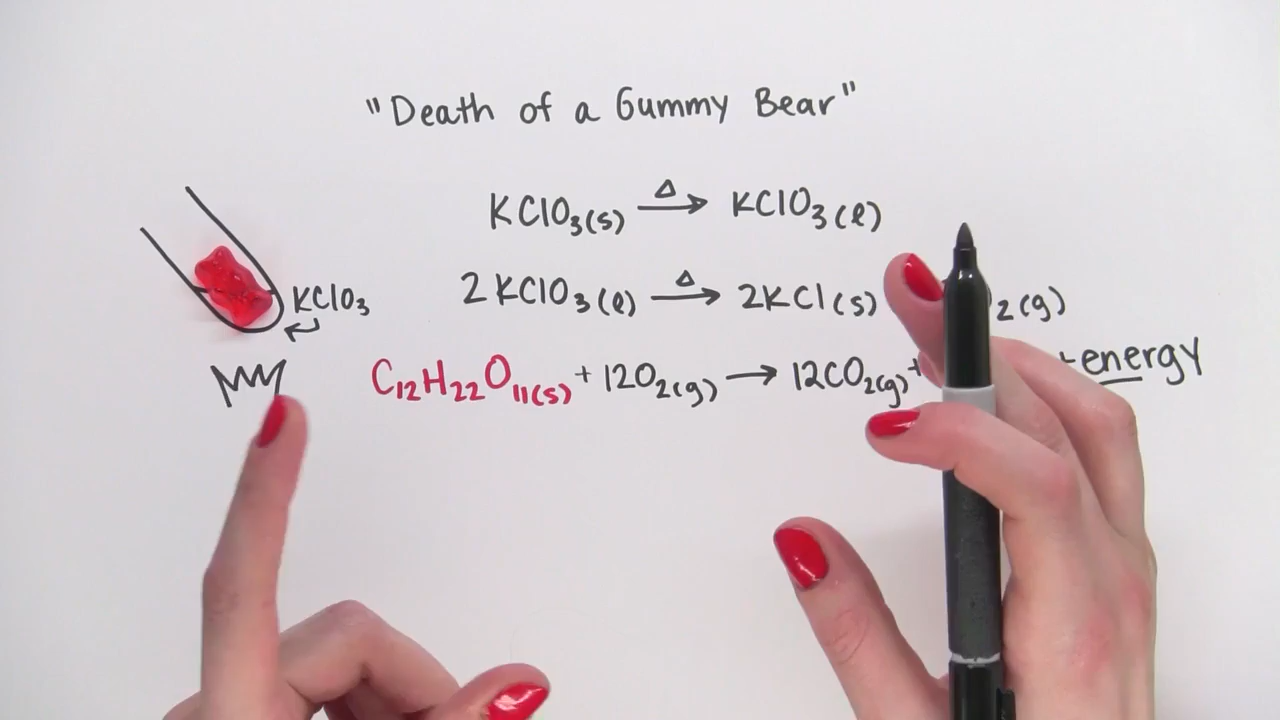 "Death of a Gummy Bear"
KClO₃(s) —Δ→ KClO₃(l)
2KClO₃(l) —Δ→ 2KCl(s) ₂(g)
KClO₃
C₁₂H₂₂O₁₁(s) + 12O₂(g) → 12CO₂(g) + + energy